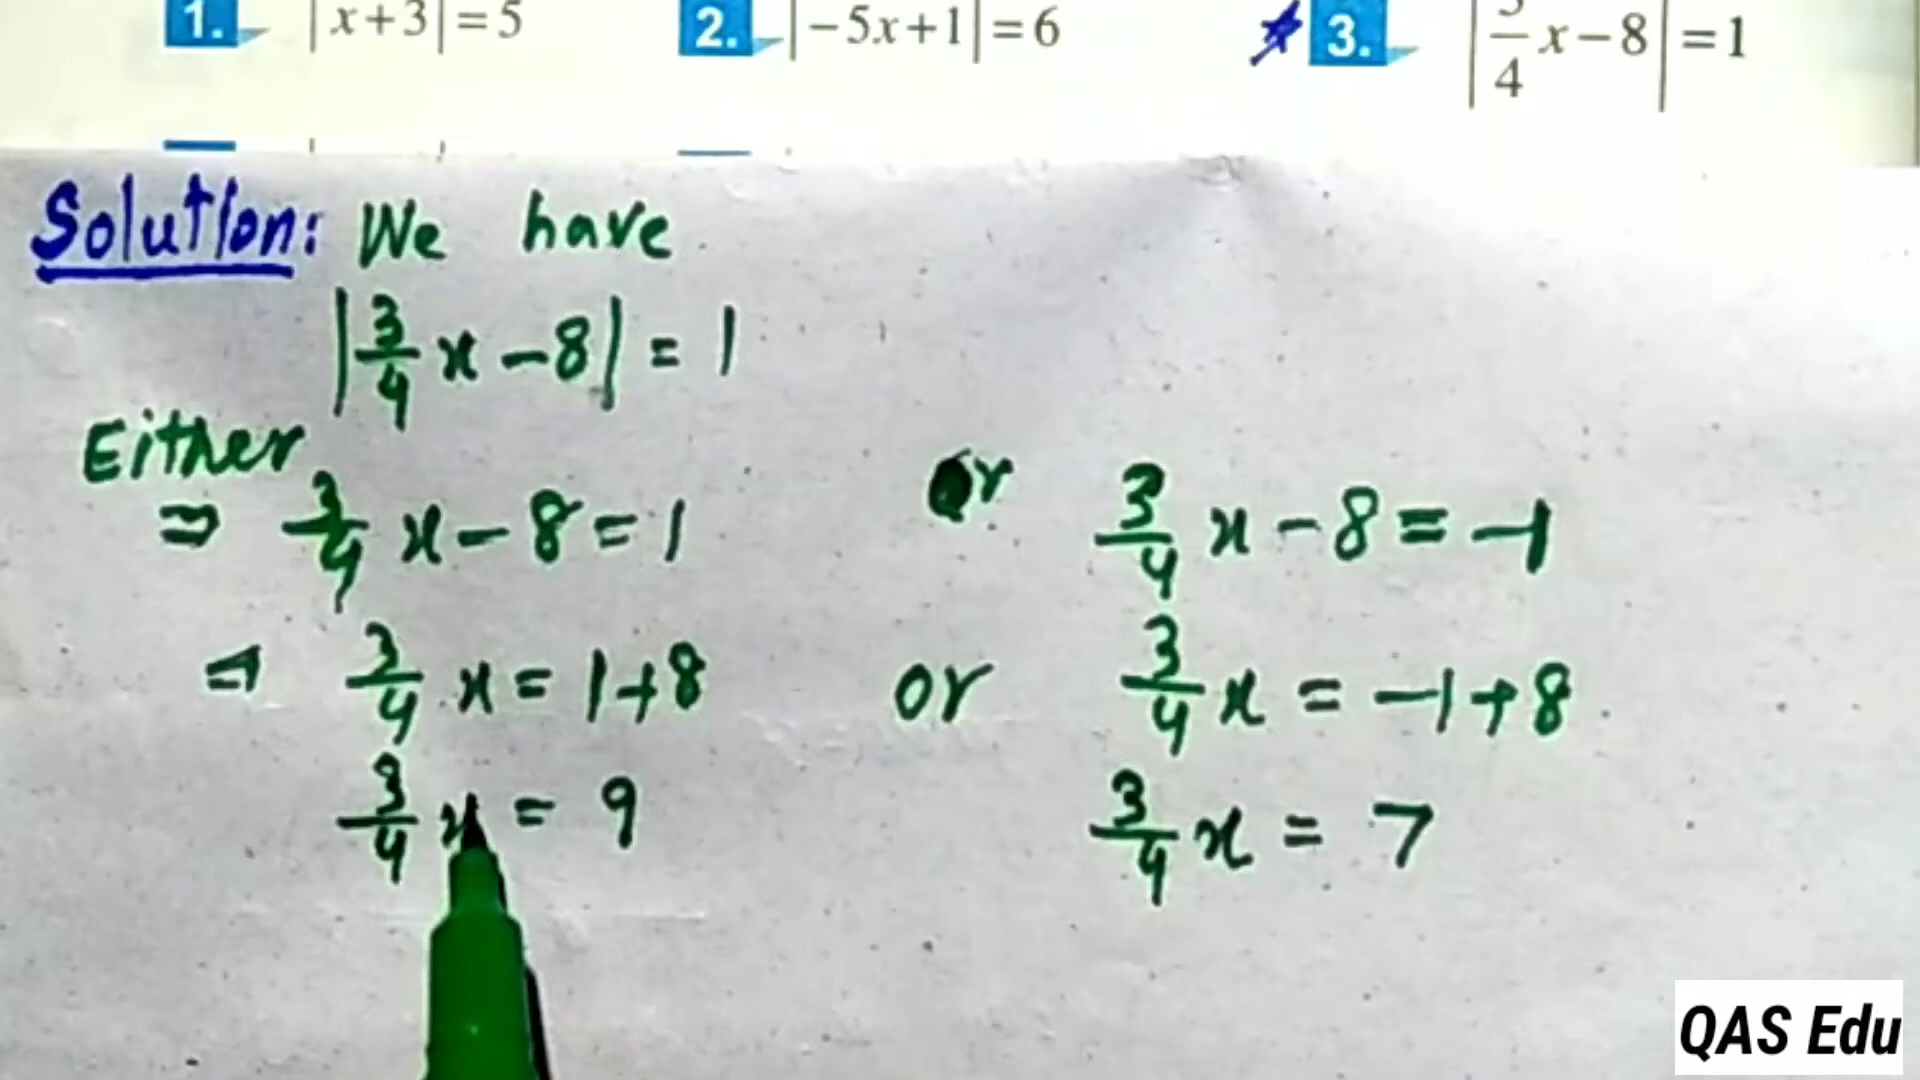 1. |x+3|=5 2. |-5x+1|=6 3. |3/4 x-8|=1
Solution: We have
|3/4 x - 8| = 1
Either
⇒ 3/4 x - 8 = 1 Or 3/4 x - 8 = -1
⇒ 3/4 x = 1+8 or 3/4 x = -1+8
3/4 x = 9 3/4 x = 7
QAS Edu